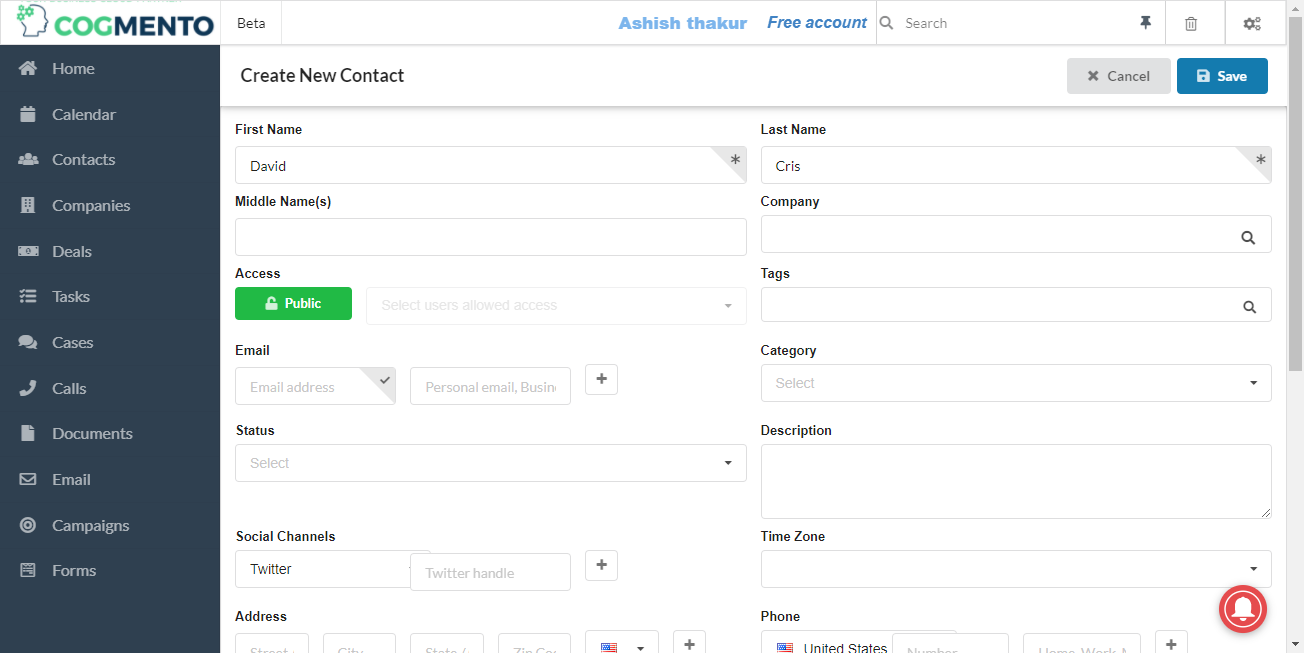 COGMENTO
Beta
Ashish thakur
Free account
Search
Home
Calendar
Contacts
Companies
Deals
Tasks
Cases
Calls
Documents
Email
Campaigns
Forms
Create New Contact
Cancel
Save
First Name
Last Name
David
Cris
Middle Name(s)
Company
Access
Tags
Public
Select users allowed access
Email
Category
Email address
Personal email, Busin
Select
Status
Description
Select
Social Channels
Time Zone
Twitter
Twitter handle
Address
Phone
Street
City
State /
Zip Co
United States
Number
Home, Work, M